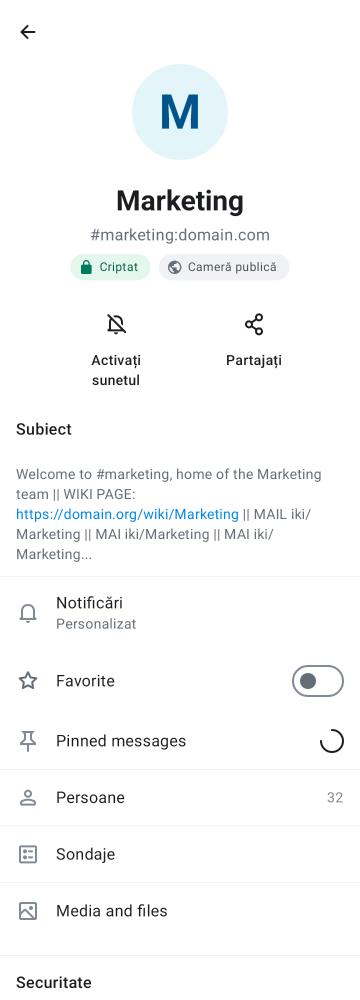 M
Marketing
#marketing:domain.com
Criptat
Cameră publică
Activați
sunetul
Partajați
Subiect
Welcome to #marketing, home of the Marketing
team || WIKI PAGE:
https://domain.org/wiki/Marketing || MAIL iki/
Marketing || MAI iki/Marketing || MAI iki/
Marketing...
Notificări
Personalizat
Favorite
Pinned messages
Persoane 32
Sondaje
Media and files
Securitate